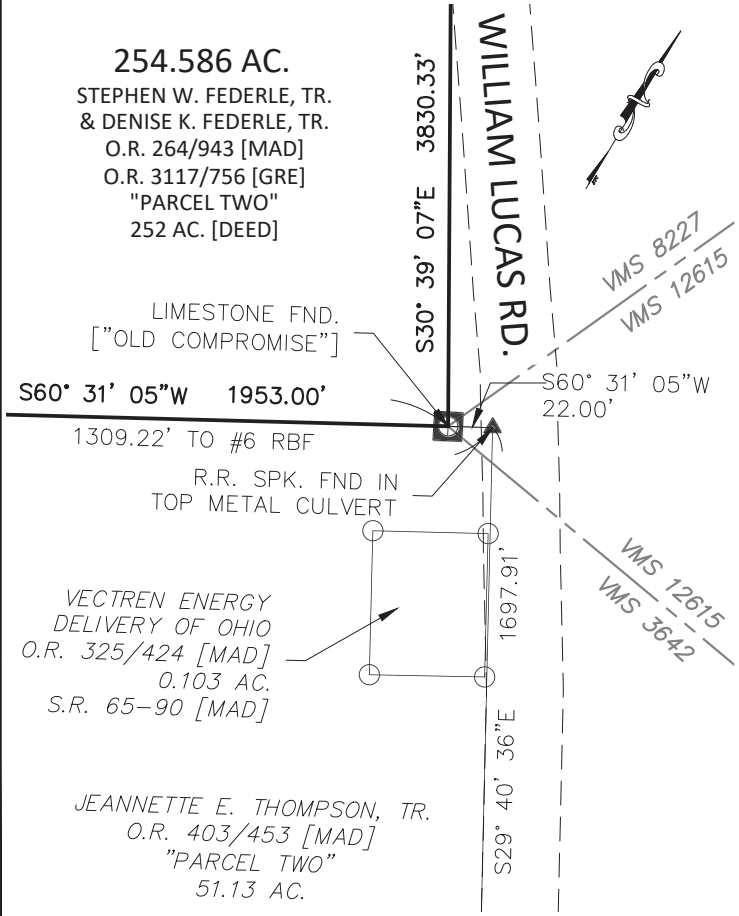 254.586 AC.
STEPHEN W. FEDERLE, TR.
& DENISE K. FEDERLE, TR.
O.R. 264/943 [MAD]
O.R. 3117/756 [GRE]
"PARCEL TWO"
252 AC. [DEED]
S30° 39' 07"E 3830.33'
WILLIAM LUCAS RD.
VMS 8227
VMS 12615
LIMESTONE FND.
["OLD COMPROMISE"]
S60° 31' 05"W 1953.00'
1309.22' TO #6 RBF
S60° 31' 05"W
22.00'
R.R. SPK. FND IN
TOP METAL CULVERT
VMS 12615
VMS 3642
VECTREN ENERGY
DELIVERY OF OHIO
O.R. 325/424 [MAD]
0.103 AC.
S.R. 65-90 [MAD]
S29° 40' 36"E 1697.91'
JEANNETTE E. THOMPSON, TR.
O.R. 403/453 [MAD]
"PARCEL TWO"
51.13 AC.